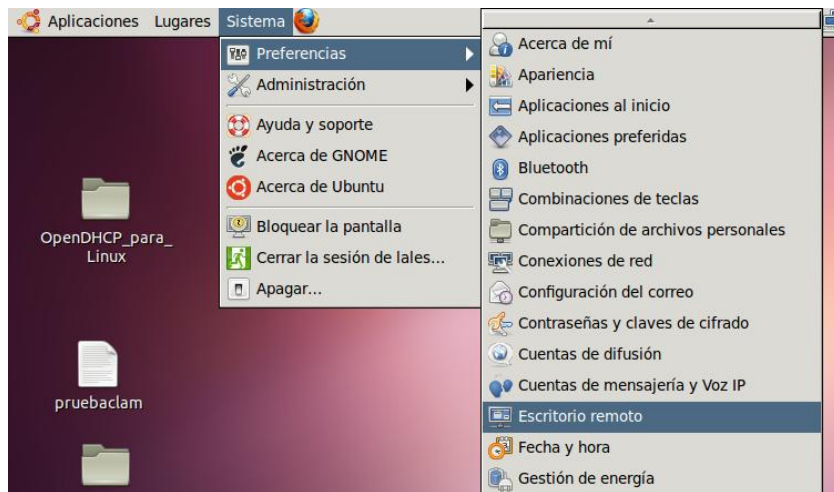 Aplicaciones Lugares Sistema
Preferencias
Administración
Ayuda y soporte
Acerca de GNOME
Acerca de Ubuntu
Bloquear la pantalla
Cerrar la sesión de lales...
Apagar...
Acerca de mí
Apariencia
Aplicaciones al inicio
Aplicaciones preferidas
Bluetooth
Combinaciones de teclas
Compartición de archivos personales
Conexiones de red
Configuración del correo
Contraseñas y claves de cifrado
Cuentas de difusión
Cuentas de mensajería y Voz IP
Escritorio remoto
Fecha y hora
Gestión de energía
OpenDHCP_para_
Linux
pruebaclam